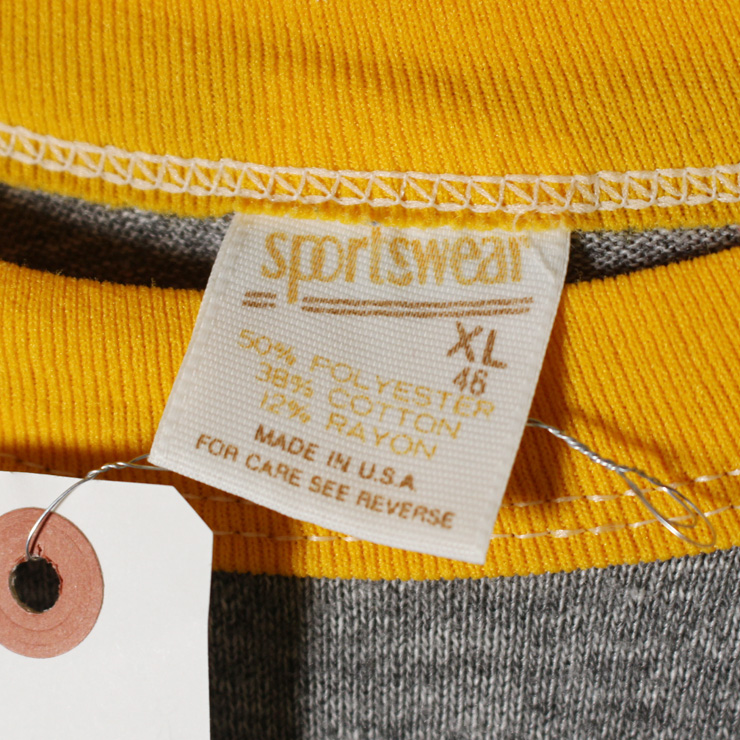 sportswear
XL
46
50% POLYESTER
38% COTTON
12% RAYON
MADE IN U.S.A
FOR CARE SEE REVERSE